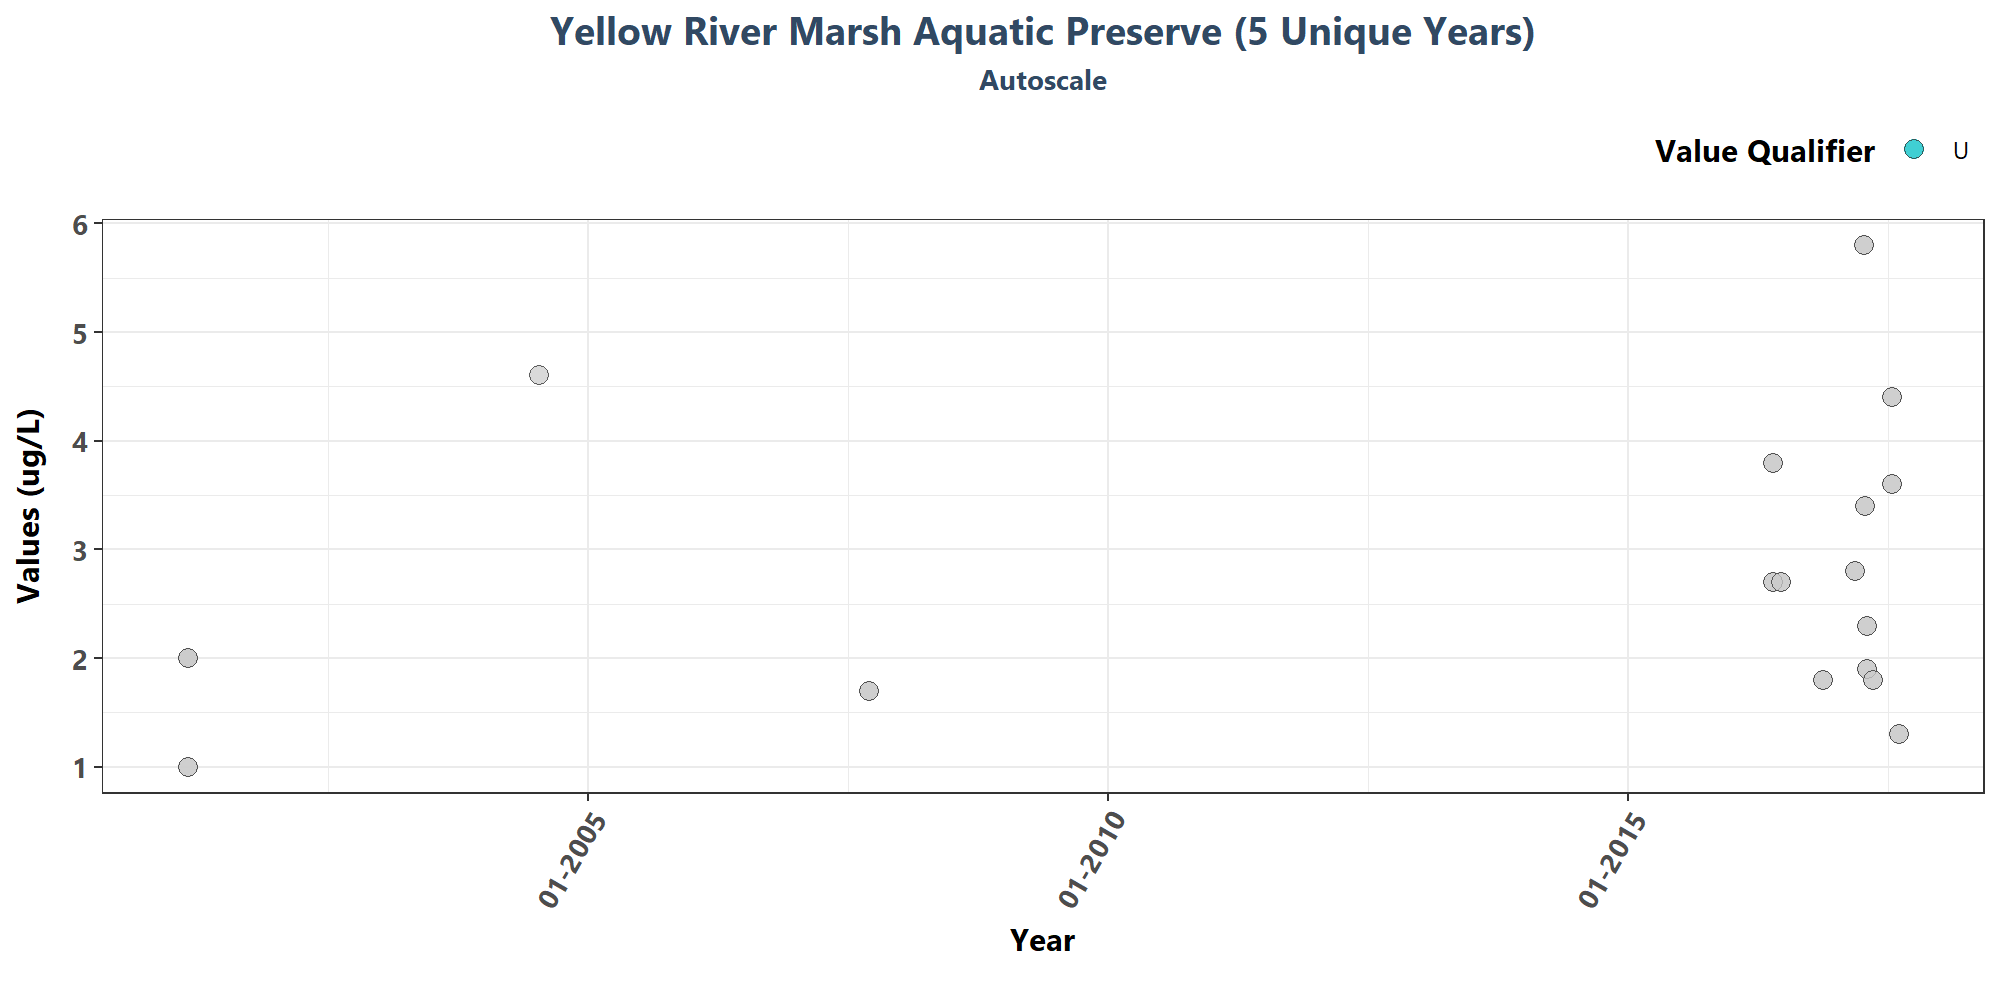 Yellow River Marsh Aquatic Preserve (5 Unique Years)
Autoscale
Value Qualifier U
Values (ug/L)
6
5
4
3
2
1
01-2005
01-2010
01-2015
Year